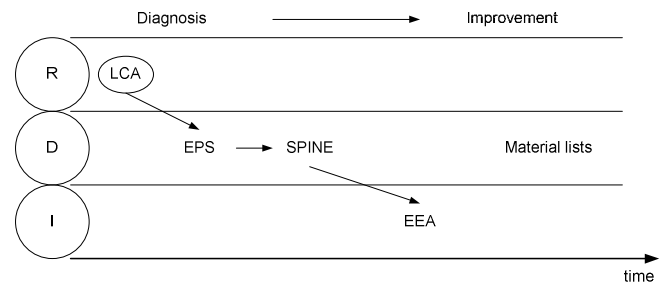 Diagnosis Improvement
R LCA
D EPS SPINE Material lists
I EEA
time